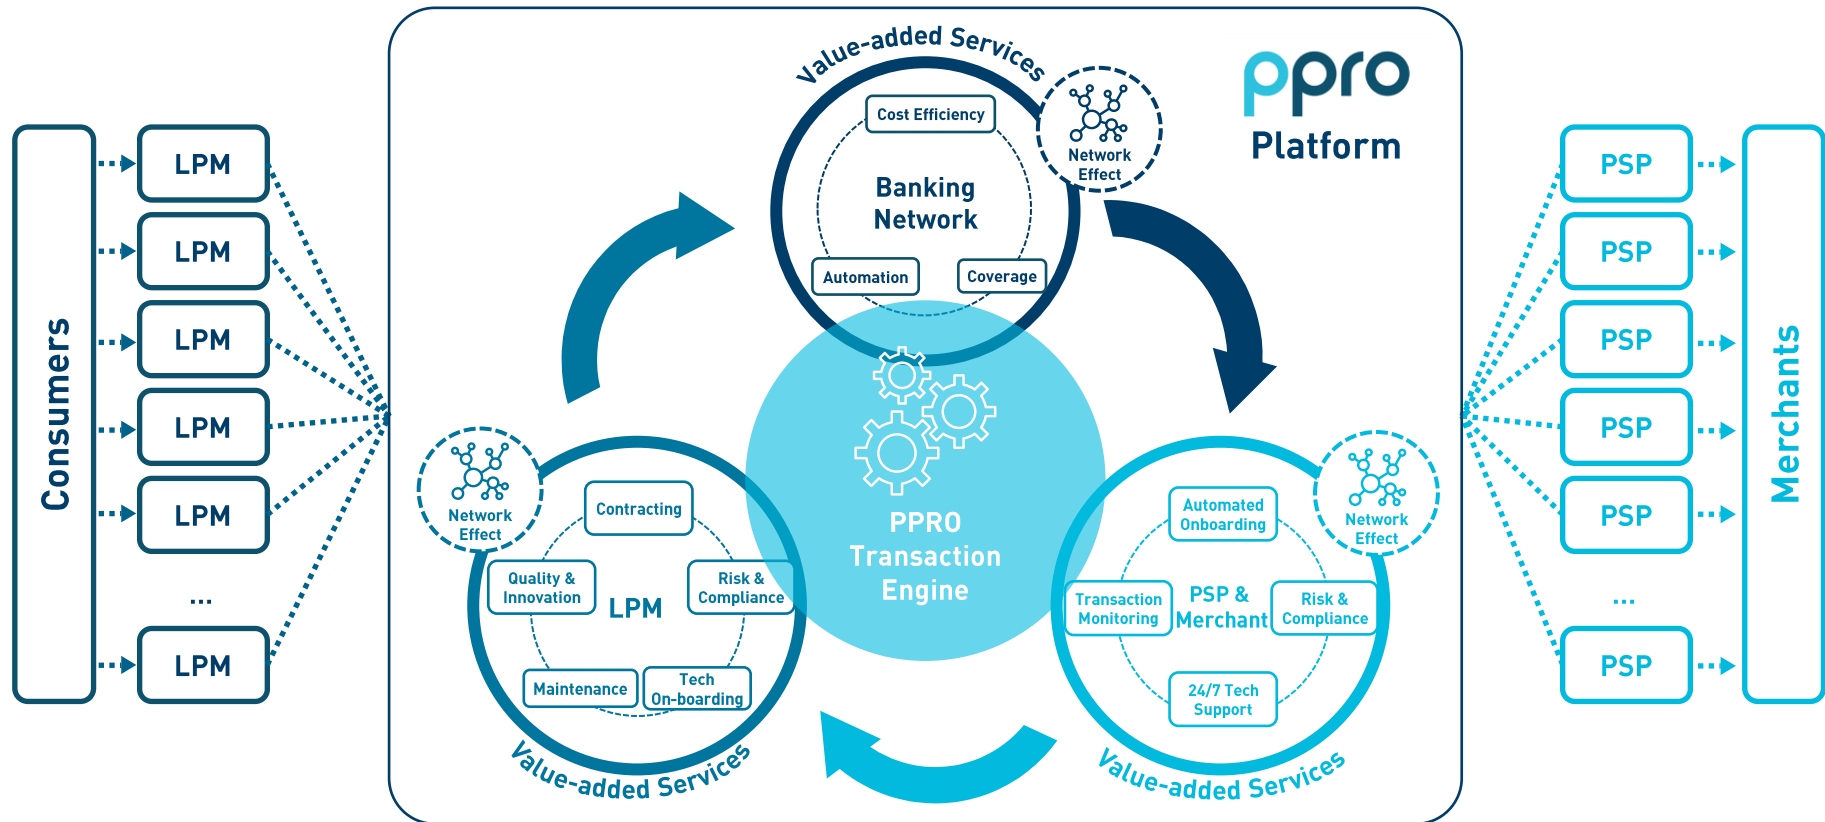 Consumers
LPM
LPM
LPM
LPM
LPM
...
LPM
Value-added Services
Cost Efficiency
Banking
Network
Automation
Coverage
Network
Effect
ppro
Platform
PPRO
Transaction
Engine
Network
Effect
Contracting
Quality &
Innovation
LPM
Risk &
Compliance
Maintenance
Tech
On-boarding
Value-added Services
Network
Effect
Automated
Onboarding
Transaction
Monitoring
PSP &
Merchant
Risk &
Compliance
24/7 Tech
Support
Value-added Services
PSP
PSP
PSP
PSP
PSP
...
PSP
Merchants